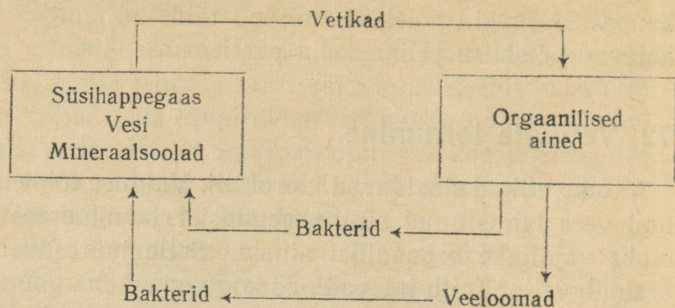 Vetikad
Süsihappegaas
Vesi
Mineraalsoolad
Orgaanilised
ained
Bakterid
Bakterid
Veeloomad